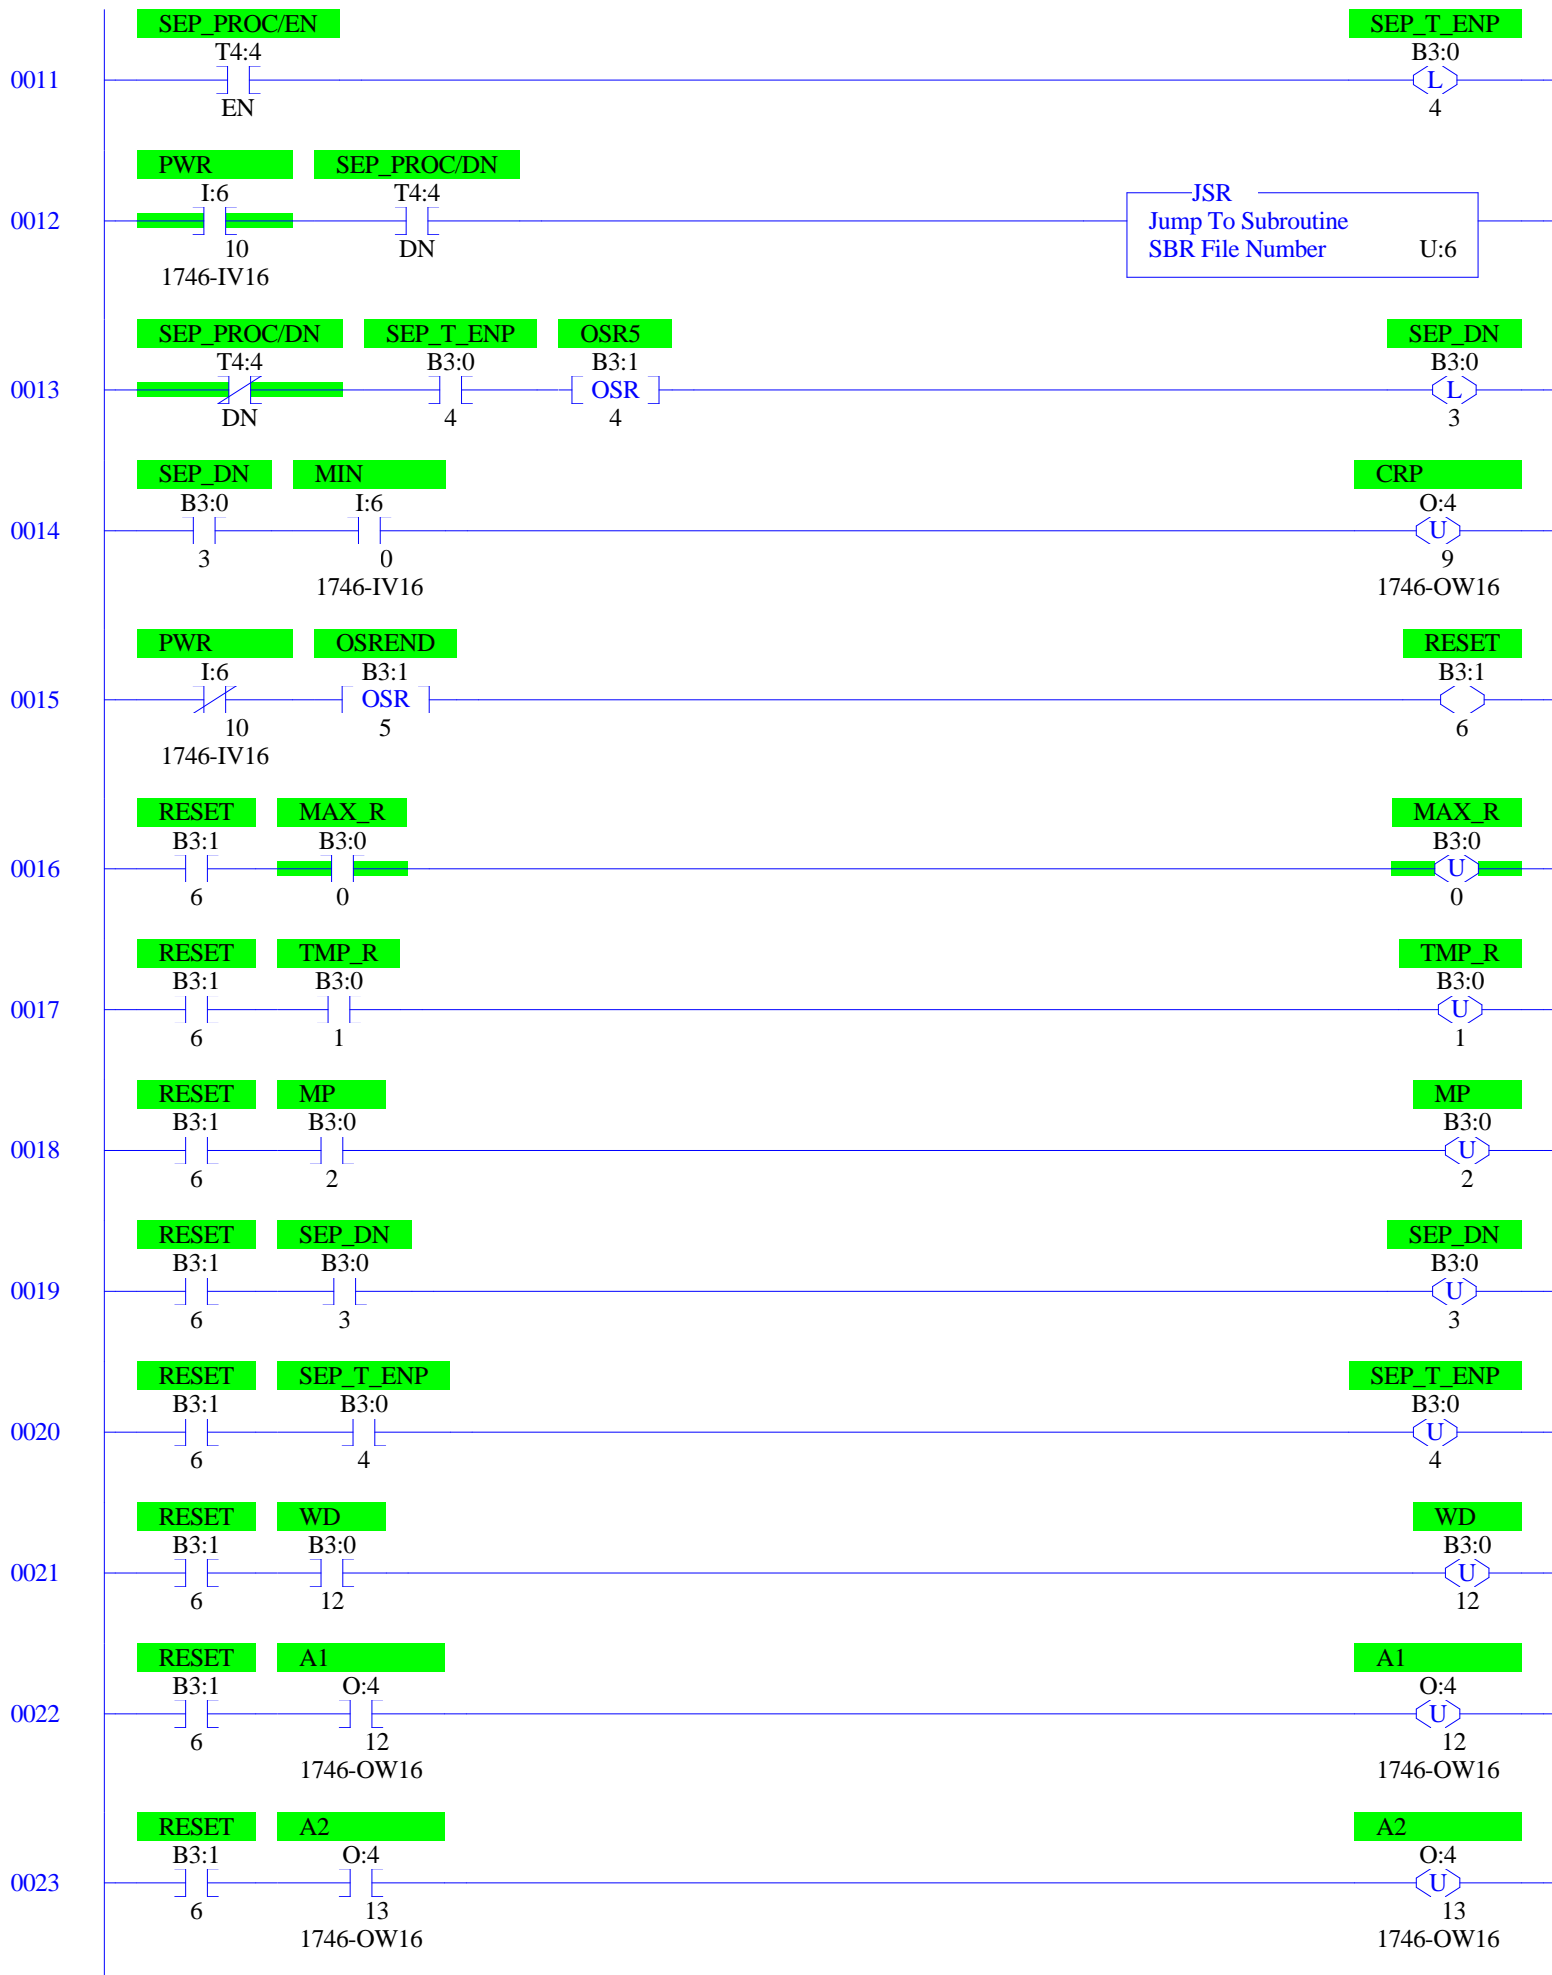 SEP_PROC/EN SEP_T_ENP
T4:4 B3:0
0011 L
EN 4
PWR SEP_PROC/DN
I:6 T4:4 JSR
0012 Jump To Subroutine
10 DN SBR File Number U:6
1746-IV16
SEP_PROC/DN SEP_T_ENP OSR5 SEP_DN
T4:4 B3:0 B3:1 B3:0
0013 OSR L
DN 4 4 3
SEP_DN MIN CRP
B3:0 I:6 O:4
0014 U
3 0 9
1746-IV16 1746-OW16
PWR OSREND RESET
I:6 B3:1 B3:1
0015 OSR
10 5 6
1746-IV16
RESET MAX_R MAX_R
B3:1 B3:0 B3:0
0016 U
6 0 0
RESET TMP_R TMP_R
B3:1 B3:0 B3:0
0017 U
6 1 1
RESET MP MP
B3:1 B3:0 B3:0
0018 U
6 2 2
RESET SEP_DN SEP_DN
B3:1 B3:0 B3:0
0019 U
6 3 3
RESET SEP_T_ENP SEP_T_ENP
B3:1 B3:0 B3:0
0020 U
6 4 4
RESET WD WD
B3:1 B3:0 B3:0
0021 U
6 12 12
RESET A1 A1
B3:1 O:4 O:4
0022 U
6 12 12
1746-OW16 1746-OW16
RESET A2 A2
B3:1 O:4 O:4
0023 U
6 13 13
1746-OW16 1746-OW16